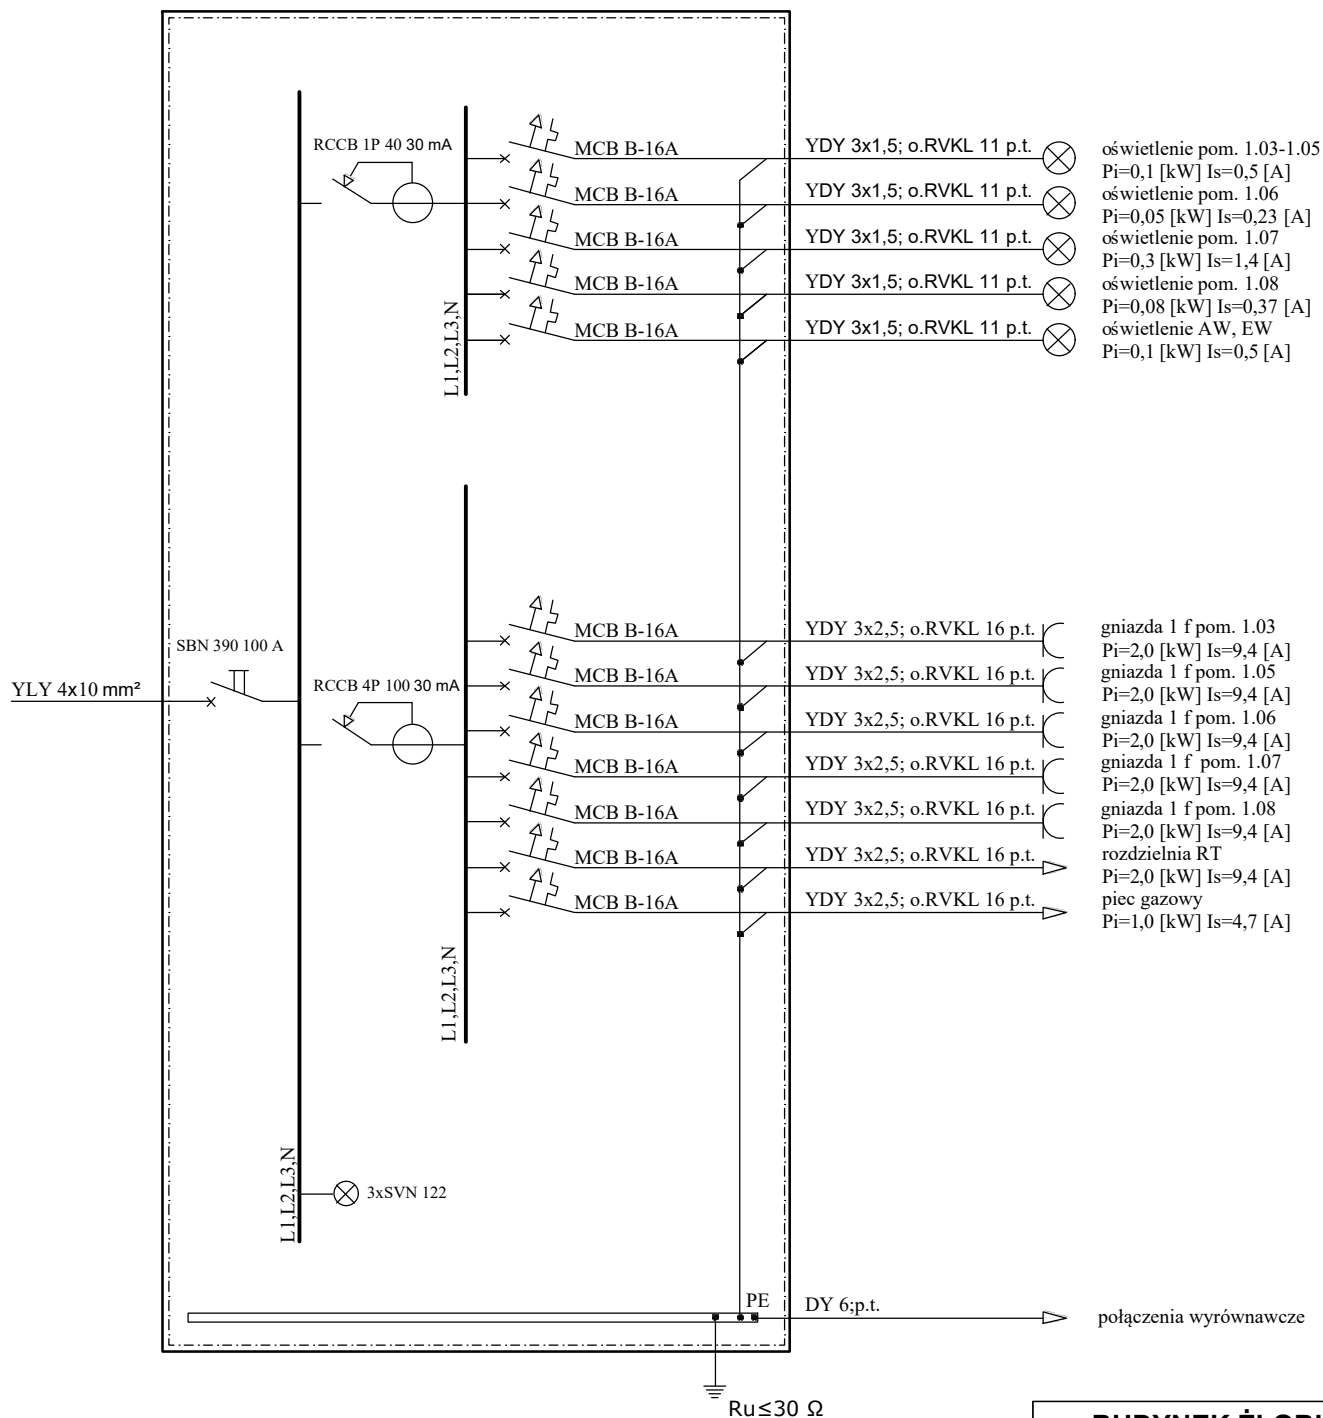 RCCB 1P 40 30 mA
MCB B-16A
YDY 3x1,5; o.RVKL 11 p.t.
oświetlenie pom. 1.03-1.05
Pi=0,1 [kW] Is=0,5 [A]
MCB B-16A
YDY 3x1,5; o.RVKL 11 p.t.
oświetlenie pom. 1.06
Pi=0,05 [kW] Is=0,23 [A]
MCB B-16A
YDY 3x1,5; o.RVKL 11 p.t.
oświetlenie pom. 1.07
Pi=0,3 [kW] Is=1,4 [A]
MCB B-16A
YDY 3x1,5; o.RVKL 11 p.t.
oświetlenie pom. 1.08
Pi=0,08 [kW] Is=0,37 [A]
MCB B-16A
YDY 3x1,5; o.RVKL 11 p.t.
oświetlenie AW, EW
Pi=0,1 [kW] Is=0,5 [A]
L1,L2,L3,N
SBN 390 100 A
YLY 4x10 mm²
RCCB 4P 100 30 mA
MCB B-16A
YDY 3x2,5; o.RVKL 16 p.t.
gniazda 1 f pom. 1.03
Pi=2,0 [kW] Is=9,4 [A]
MCB B-16A
YDY 3x2,5; o.RVKL 16 p.t.
gniazda 1 f pom. 1.05
Pi=2,0 [kW] Is=9,4 [A]
MCB B-16A
YDY 3x2,5; o.RVKL 16 p.t.
gniazda 1 f pom. 1.06
Pi=2,0 [kW] Is=9,4 [A]
MCB B-16A
YDY 3x2,5; o.RVKL 16 p.t.
gniazda 1 f pom. 1.07
Pi=2,0 [kW] Is=9,4 [A]
MCB B-16A
YDY 3x2,5; o.RVKL 16 p.t.
gniazda 1 f pom. 1.08
Pi=2,0 [kW] Is=9,4 [A]
MCB B-16A
YDY 3x2,5; o.RVKL 16 p.t.
rozdzielnia RT
Pi=2,0 [kW] Is=9,4 [A]
MCB B-16A
YDY 3x2,5; o.RVKL 16 p.t.
piec gazowy
Pi=1,0 [kW] Is=4,7 [A]
L1,L2,L3,N
L1,L2,L3,N
3xSVN 122
PE
DY 6;p.t.
połączenia wyrównawcze
Ru≤30 Ω